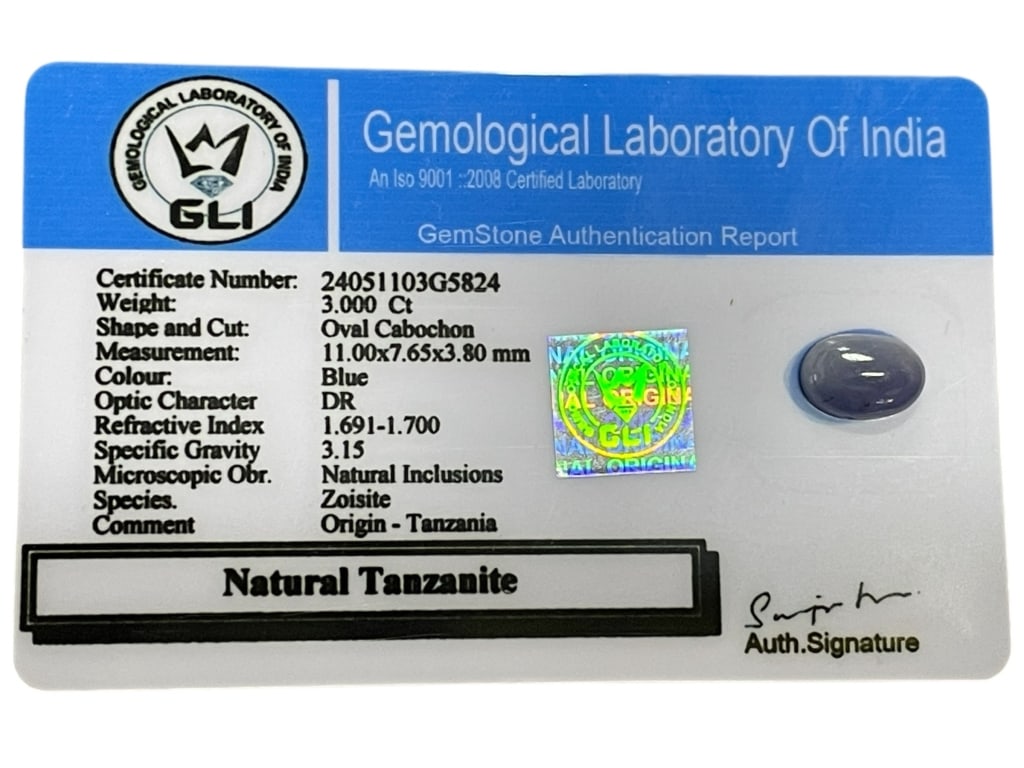 GEMOLOGICAL LABORATORY OF INDIA
GLI
Gemological Laboratory Of India
An Iso 9001 ::2008 Certified Laboratory
GemStone Authentication Report
Certificate Number: 24051103G5824
Weight: 3.000 Ct
Shape and Cut: Oval Cabochon
Measurement: 11.00x7.65x3.80 mm
Colour: Blue
Optic Character DR
Refractive Index 1.691-1.700
Specific Gravity 3.15
Microscopic Obr. Natural Inclusions
Species. Zoisite
Comment Origin - Tanzania
GLI
NAL ORIGINA
Natural Tanzanite
Auth.Signature